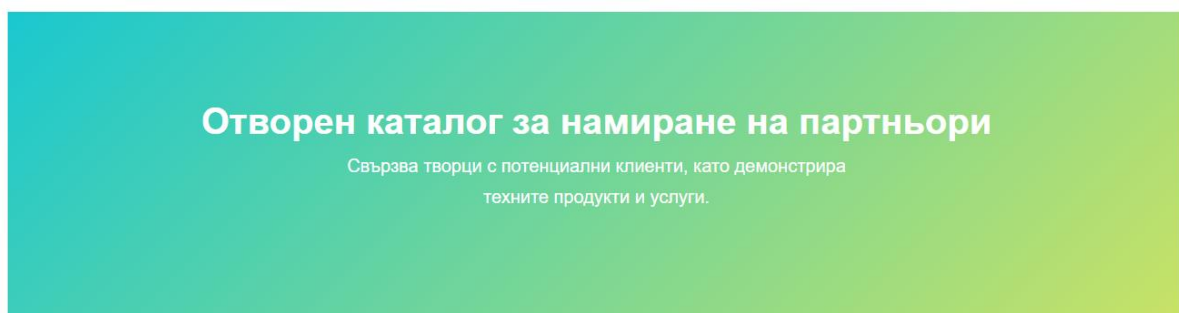 Отворен каталог за намиране на партньори
Свързва творци с потенциални клиенти, като демонстрира
техните продукти и услуги.